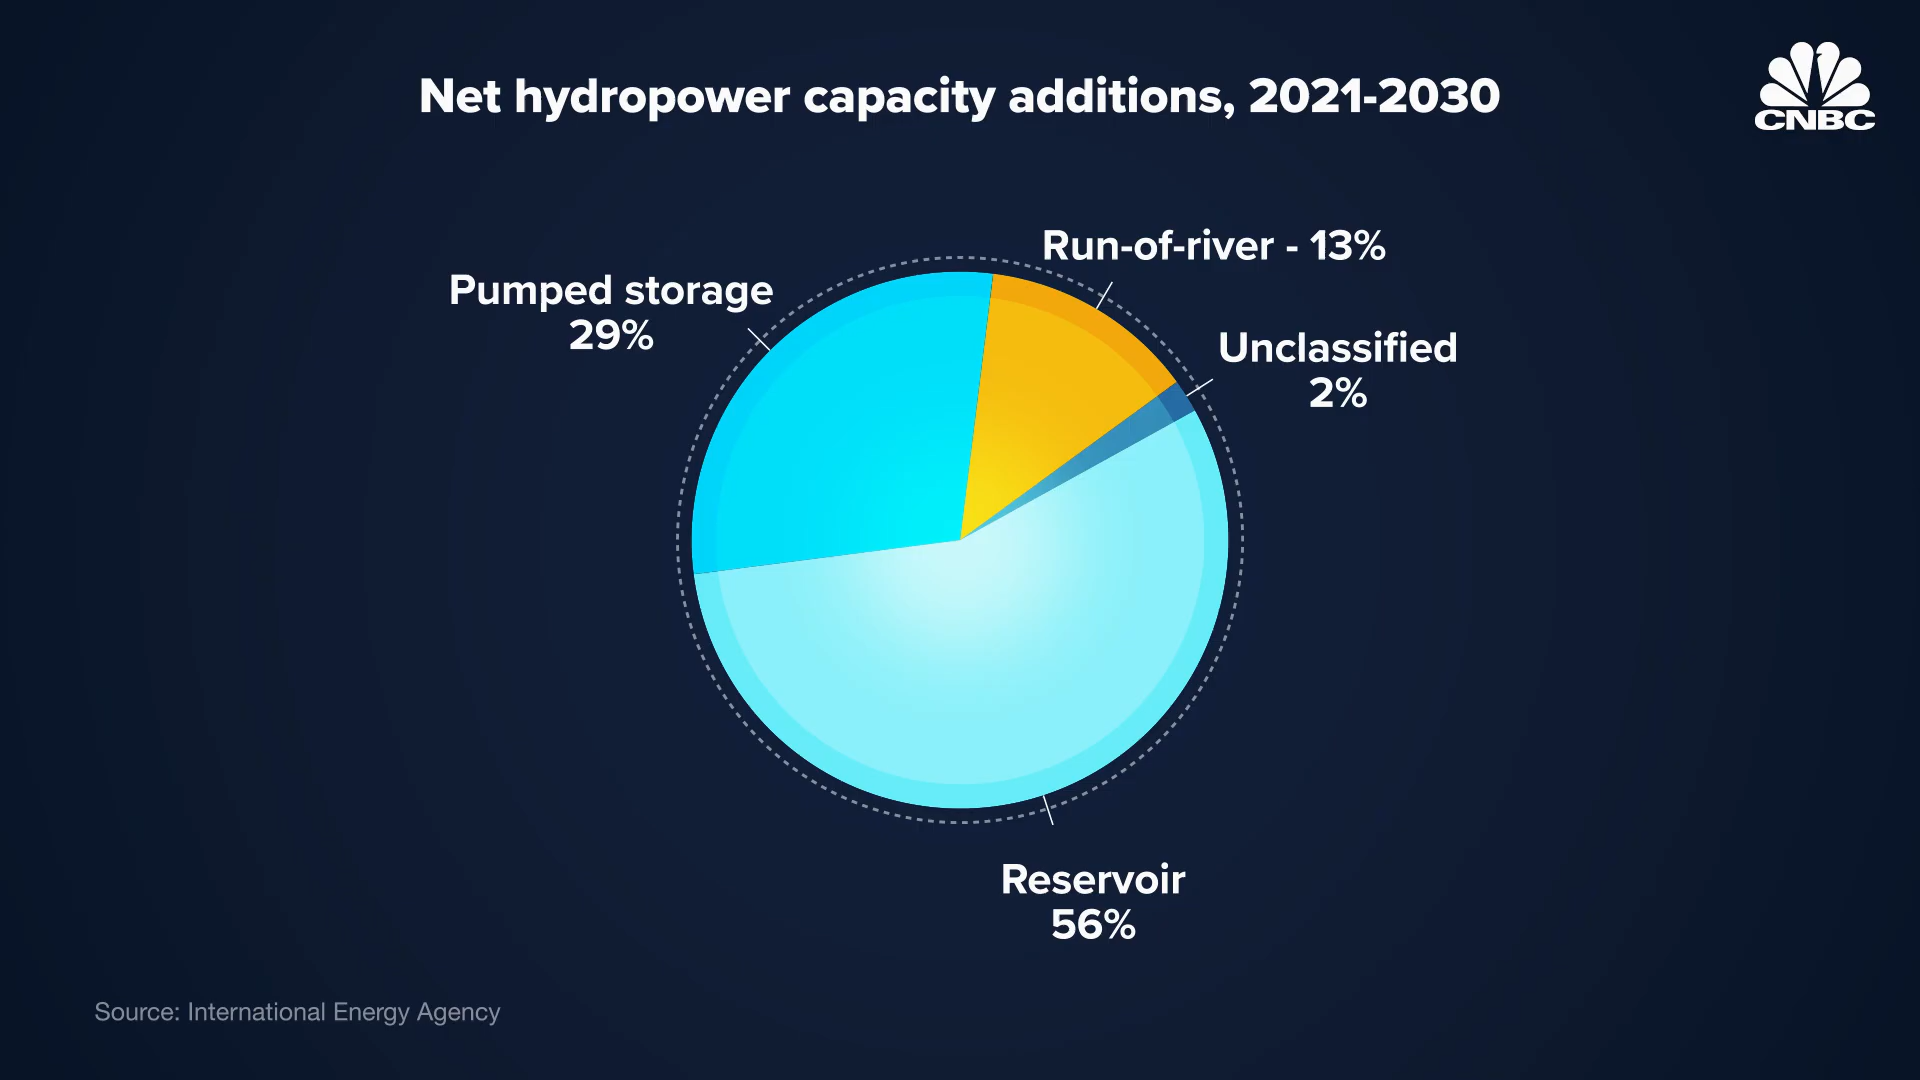 Net hydropower capacity additions, 2021-2030
CNBC
Run-of-river - 13%
Pumped storage
29%
Unclassified
2%
Reservoir
56%
Source: International Energy Agency